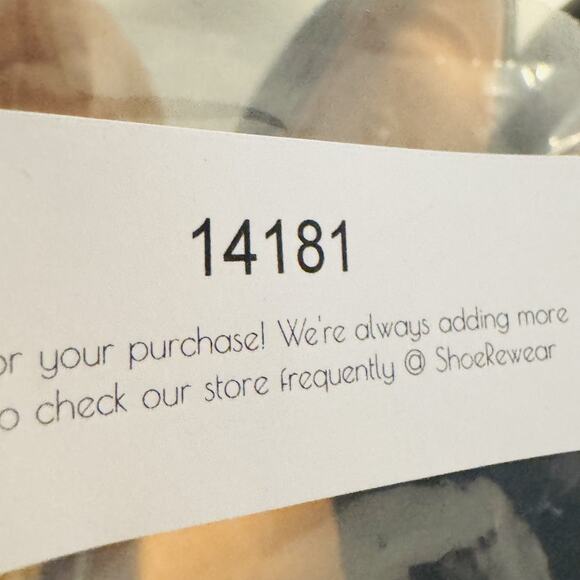 14181
or your purchase! We're always adding more
o check our store frequently @ ShoeRewear